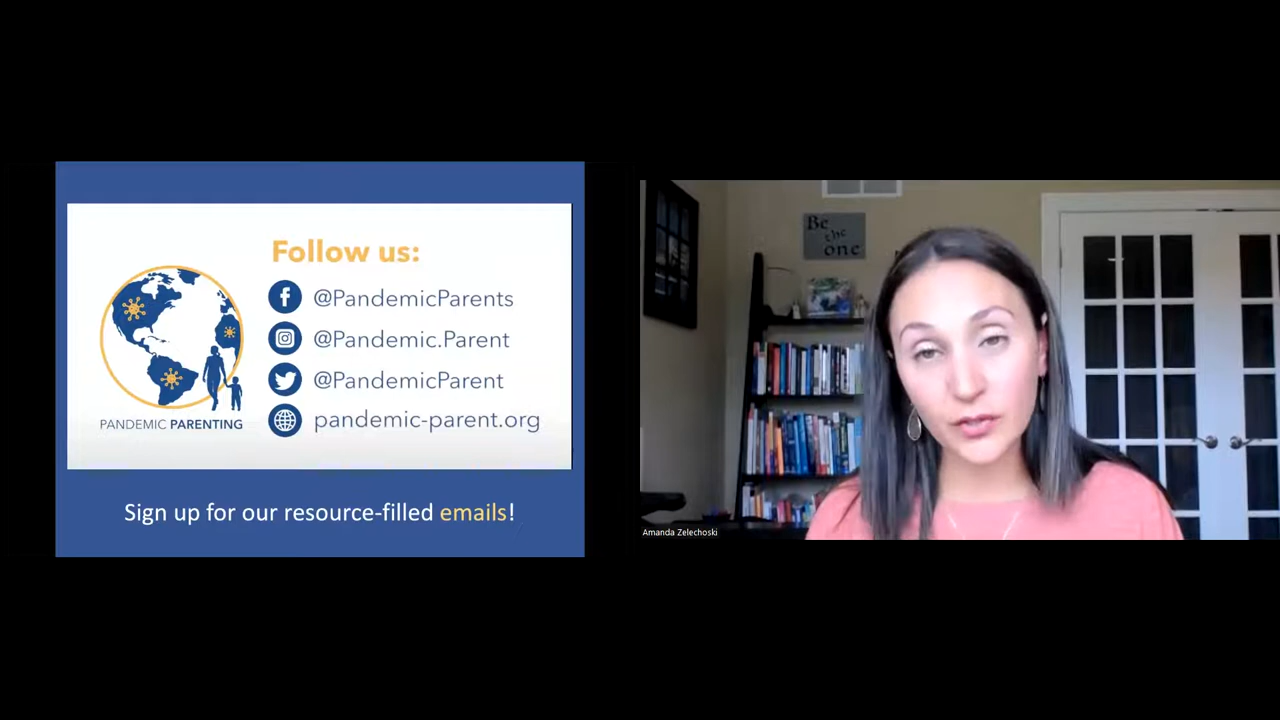 Follow us:
@PandemicParents
@Pandemic.Parent
@PandemicParent
pandemic-parent.org
PANDEMIC PARENTING
Sign up for our resource-filled emails!
Be
the
one
Amanda Zelechoski